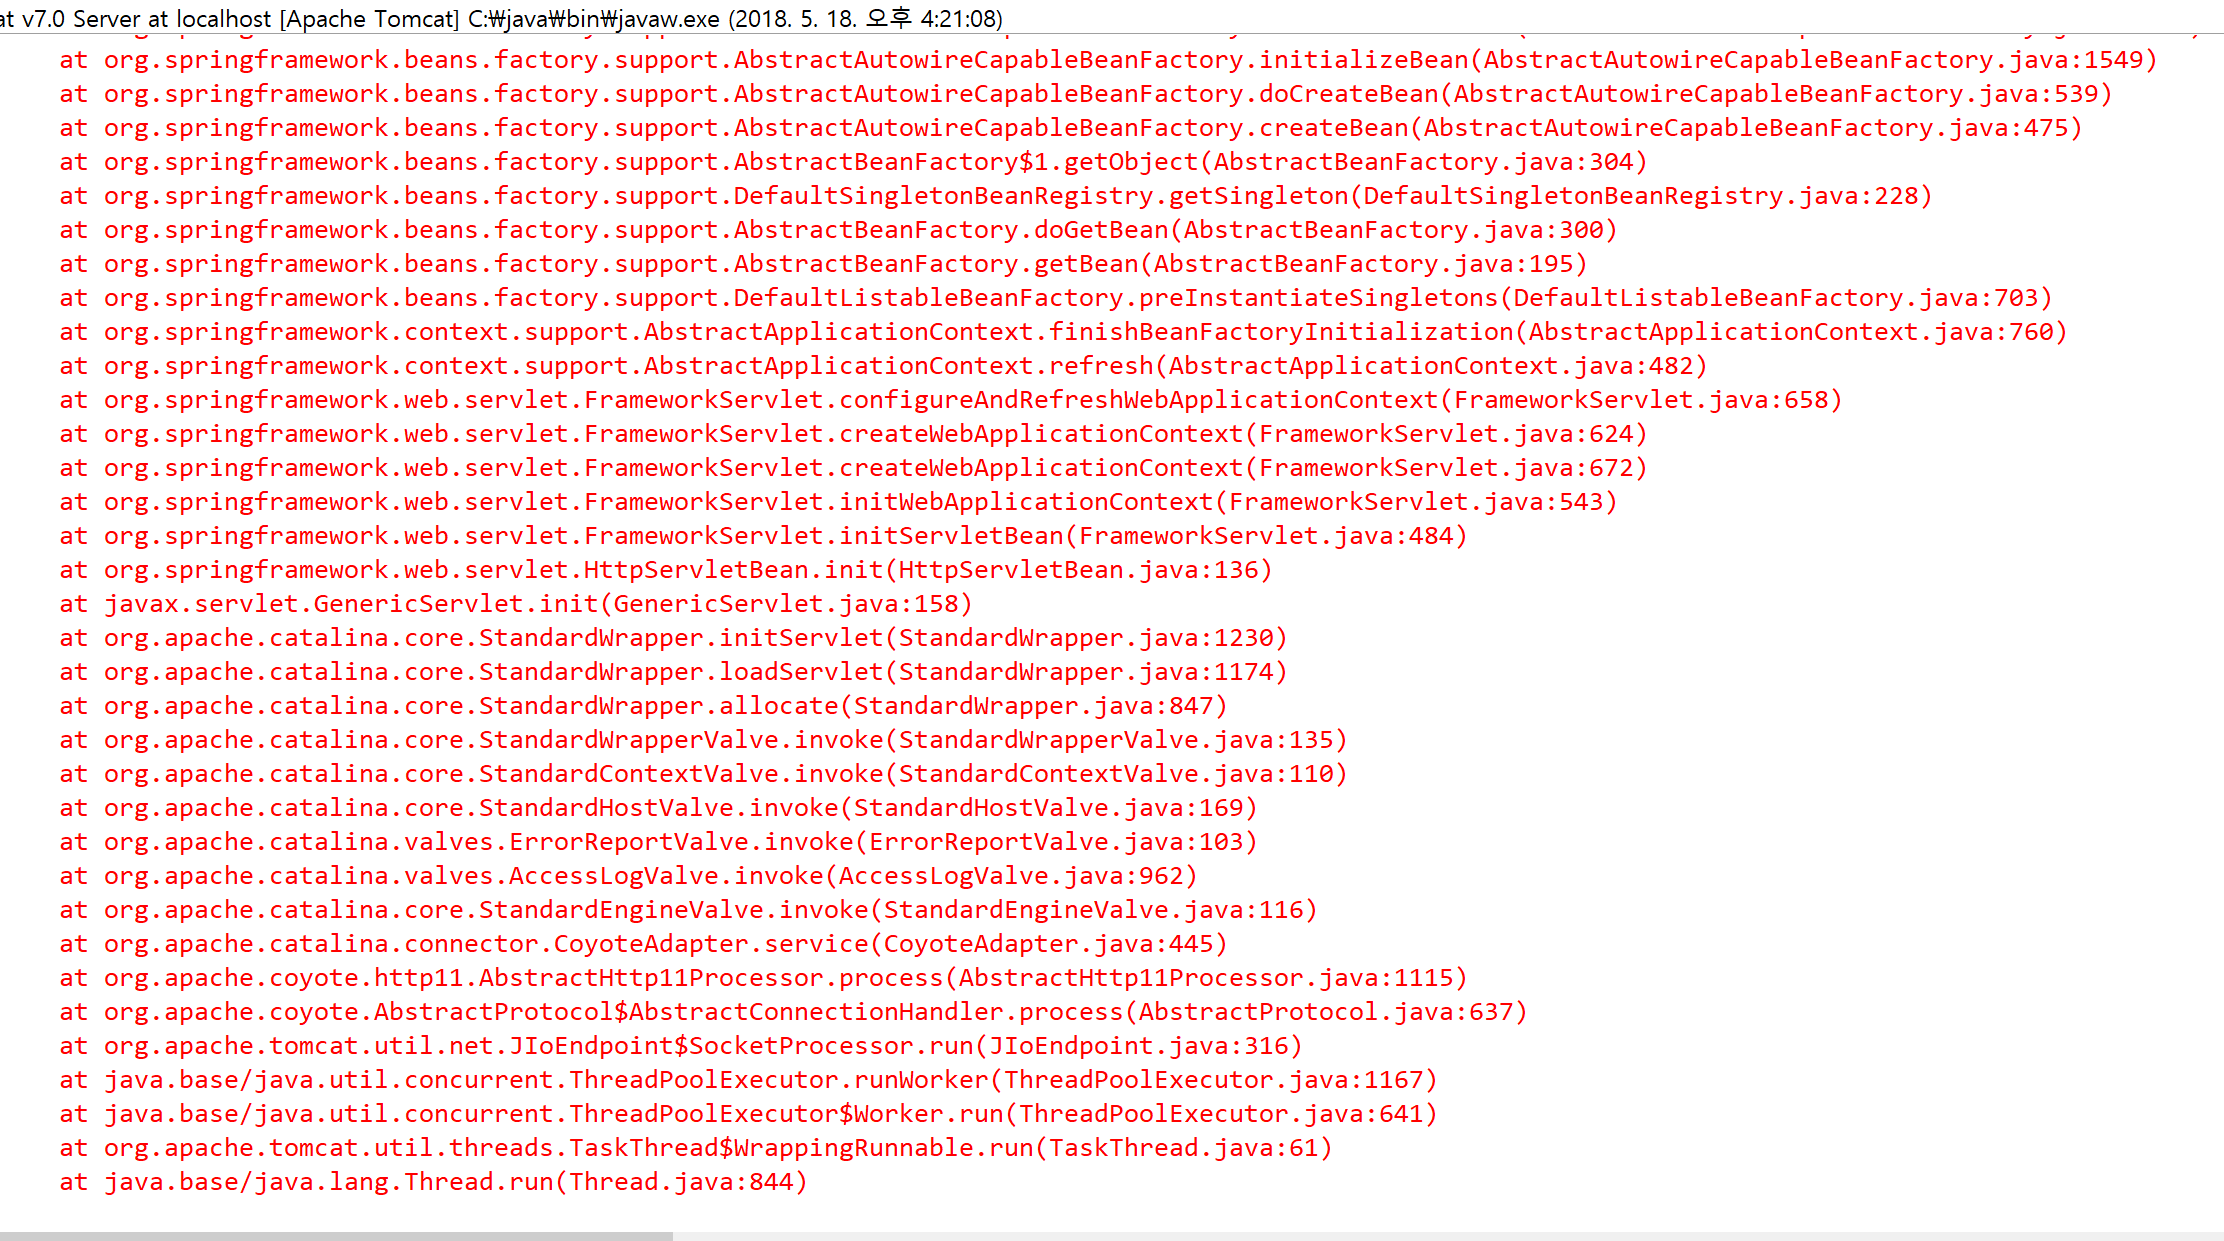 at v7.0 Server at localhost [Apache Tomcat] C:₩java₩bin₩javaw.exe (2018. 5. 18. 오후 4:21:08)
at org.springframework.beans.factory.support.AbstractAutowireCapableBeanFactory.initializeBean(AbstractAutowireCapableBeanFactory.java:1549)
at org.springframework.beans.factory.support.AbstractAutowireCapableBeanFactory.doCreateBean(AbstractAutowireCapableBeanFactory.java:539)
at org.springframework.beans.factory.support.AbstractAutowireCapableBeanFactory.createBean(AbstractAutowireCapableBeanFactory.java:475)
at org.springframework.beans.factory.support.AbstractBeanFactory$1.getObject(AbstractBeanFactory.java:304)
at org.springframework.beans.factory.support.DefaultSingletonBeanRegistry.getSingleton(DefaultSingletonBeanRegistry.java:228)
at org.springframework.beans.factory.support.AbstractBeanFactory.doGetBean(AbstractBeanFactory.java:300)
at org.springframework.beans.factory.support.AbstractBeanFactory.getBean(AbstractBeanFactory.java:195)
at org.springframework.beans.factory.support.DefaultListableBeanFactory.preInstantiateSingletons(DefaultListableBeanFactory.java:703)
at org.springframework.context.support.AbstractApplicationContext.finishBeanFactoryInitialization(AbstractApplicationContext.java:760)
at org.springframework.context.support.AbstractApplicationContext.refresh(AbstractApplicationContext.java:482)
at org.springframework.web.servlet.FrameworkServlet.configureAndRefreshWebApplicationContext(FrameworkServlet.java:658)
at org.springframework.web.servlet.FrameworkServlet.createWebApplicationContext(FrameworkServlet.java:624)
at org.springframework.web.servlet.FrameworkServlet.createWebApplicationContext(FrameworkServlet.java:672)
at org.springframework.web.servlet.FrameworkServlet.initWebApplicationContext(FrameworkServlet.java:543)
at org.springframework.web.servlet.FrameworkServlet.initServletBean(FrameworkServlet.java:484)
at org.springframework.web.servlet.HttpServletBean.init(HttpServletBean.java:136)
at javax.servlet.GenericServlet.init(GenericServlet.java:158)
at org.apache.catalina.core.StandardWrapper.initServlet(StandardWrapper.java:1230)
at org.apache.catalina.core.StandardWrapper.loadServlet(StandardWrapper.java:1174)
at org.apache.catalina.core.StandardWrapper.allocate(StandardWrapper.java:847)
at org.apache.catalina.core.StandardWrapperValve.invoke(StandardWrapperValve.java:135)
at org.apache.catalina.core.StandardContextValve.invoke(StandardContextValve.java:110)
at org.apache.catalina.core.StandardHostValve.invoke(StandardHostValve.java:169)
at org.apache.catalina.valves.ErrorReportValve.invoke(ErrorReportValve.java:103)
at org.apache.catalina.valves.AccessLogValve.invoke(AccessLogValve.java:962)
at org.apache.catalina.core.StandardEngineValve.invoke(StandardEngineValve.java:116)
at org.apache.catalina.connector.CoyoteAdapter.service(CoyoteAdapter.java:445)
at org.apache.coyote.http11.AbstractHttp11Processor.process(AbstractHttp11Processor.java:1115)
at org.apache.coyote.AbstractProtocol$AbstractConnectionHandler.process(AbstractProtocol.java:637)
at org.apache.tomcat.util.net.JIoEndpoint$SocketProcessor.run(JIoEndpoint.java:316)
at java.base/java.util.concurrent.ThreadPoolExecutor.runWorker(ThreadPoolExecutor.java:1167)
at java.base/java.util.concurrent.ThreadPoolExecutor$Worker.run(ThreadPoolExecutor.java:641)
at org.apache.tomcat.util.threads.TaskThread$WrappingRunnable.run(TaskThread.java:61)
at java.base/java.lang.Thread.run(Thread.java:844)